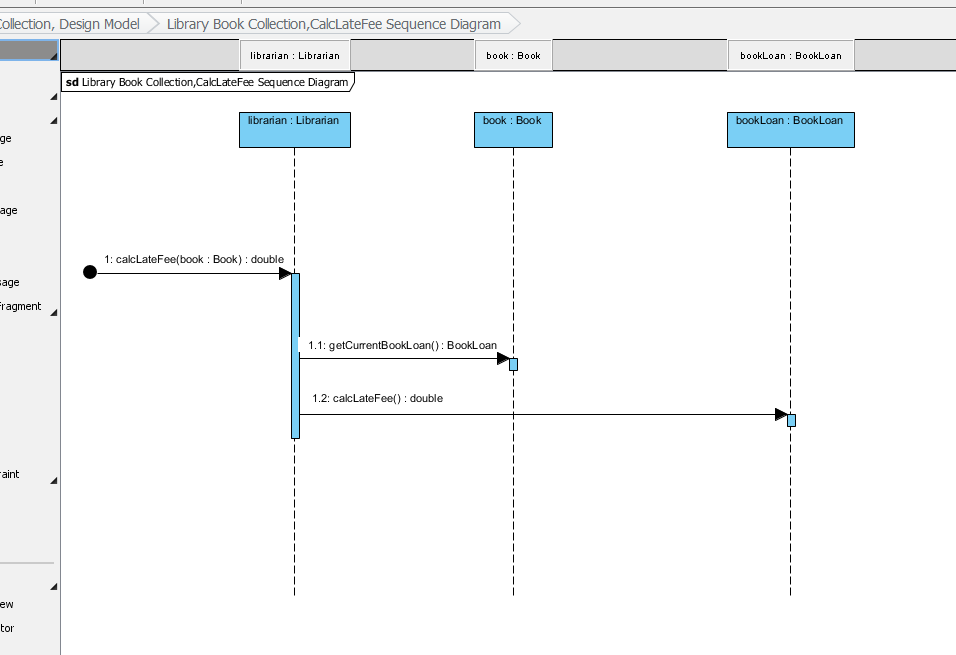 ollection, Design Model
Library Book Collection,CalcLateFee Sequence Diagram
librarian : Librarian
book : Book
bookLoan : BookLoan
sd Library Book Collection,CalcLateFee Sequence Diagram
librarian : Librarian
book : Book
bookLoan : BookLoan
ge
e
age
1: calcLateFee(book : Book) : double
sage
Fragment
1.1: getCurrentBookLoan() : BookLoan
1.2: calcLateFee() : double
raint
ew
tor